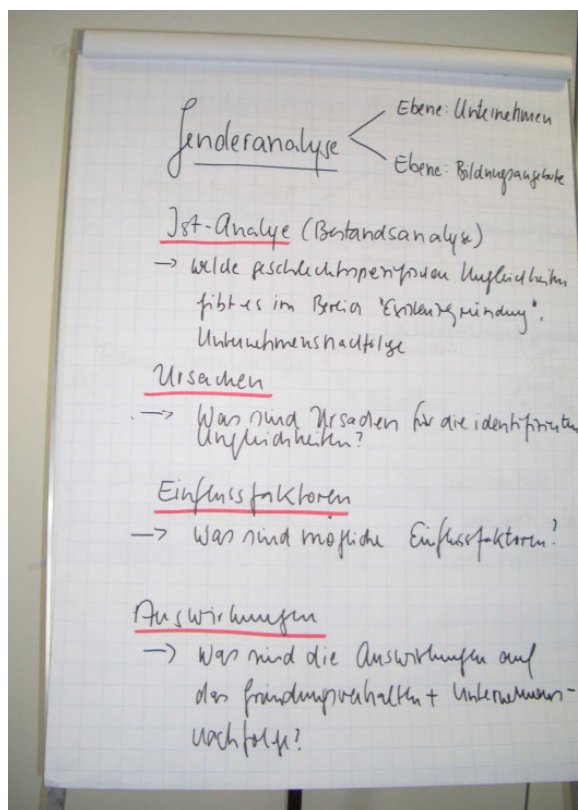 Genderanalyse
Ebene: Unternehmen
Ebene: Bildungsangebote
Ist-Analyse (Bestandsanalyse)
→ welche geschlechtsspezifischen Ungleichheiten
gibt es im Bereich "Existenzgründung".
Unternehmensnachfolge
Ursachen
→ Was sind Ursachen für die identifizierten
Ungleichheiten?
Einflussfaktoren
→ Was sind mögliche Einflussfaktoren?
Auswirkungen
→ Was sind die Auswirkungen auf
das Gründungsverhalten + Unternehmens-
nachfolge?